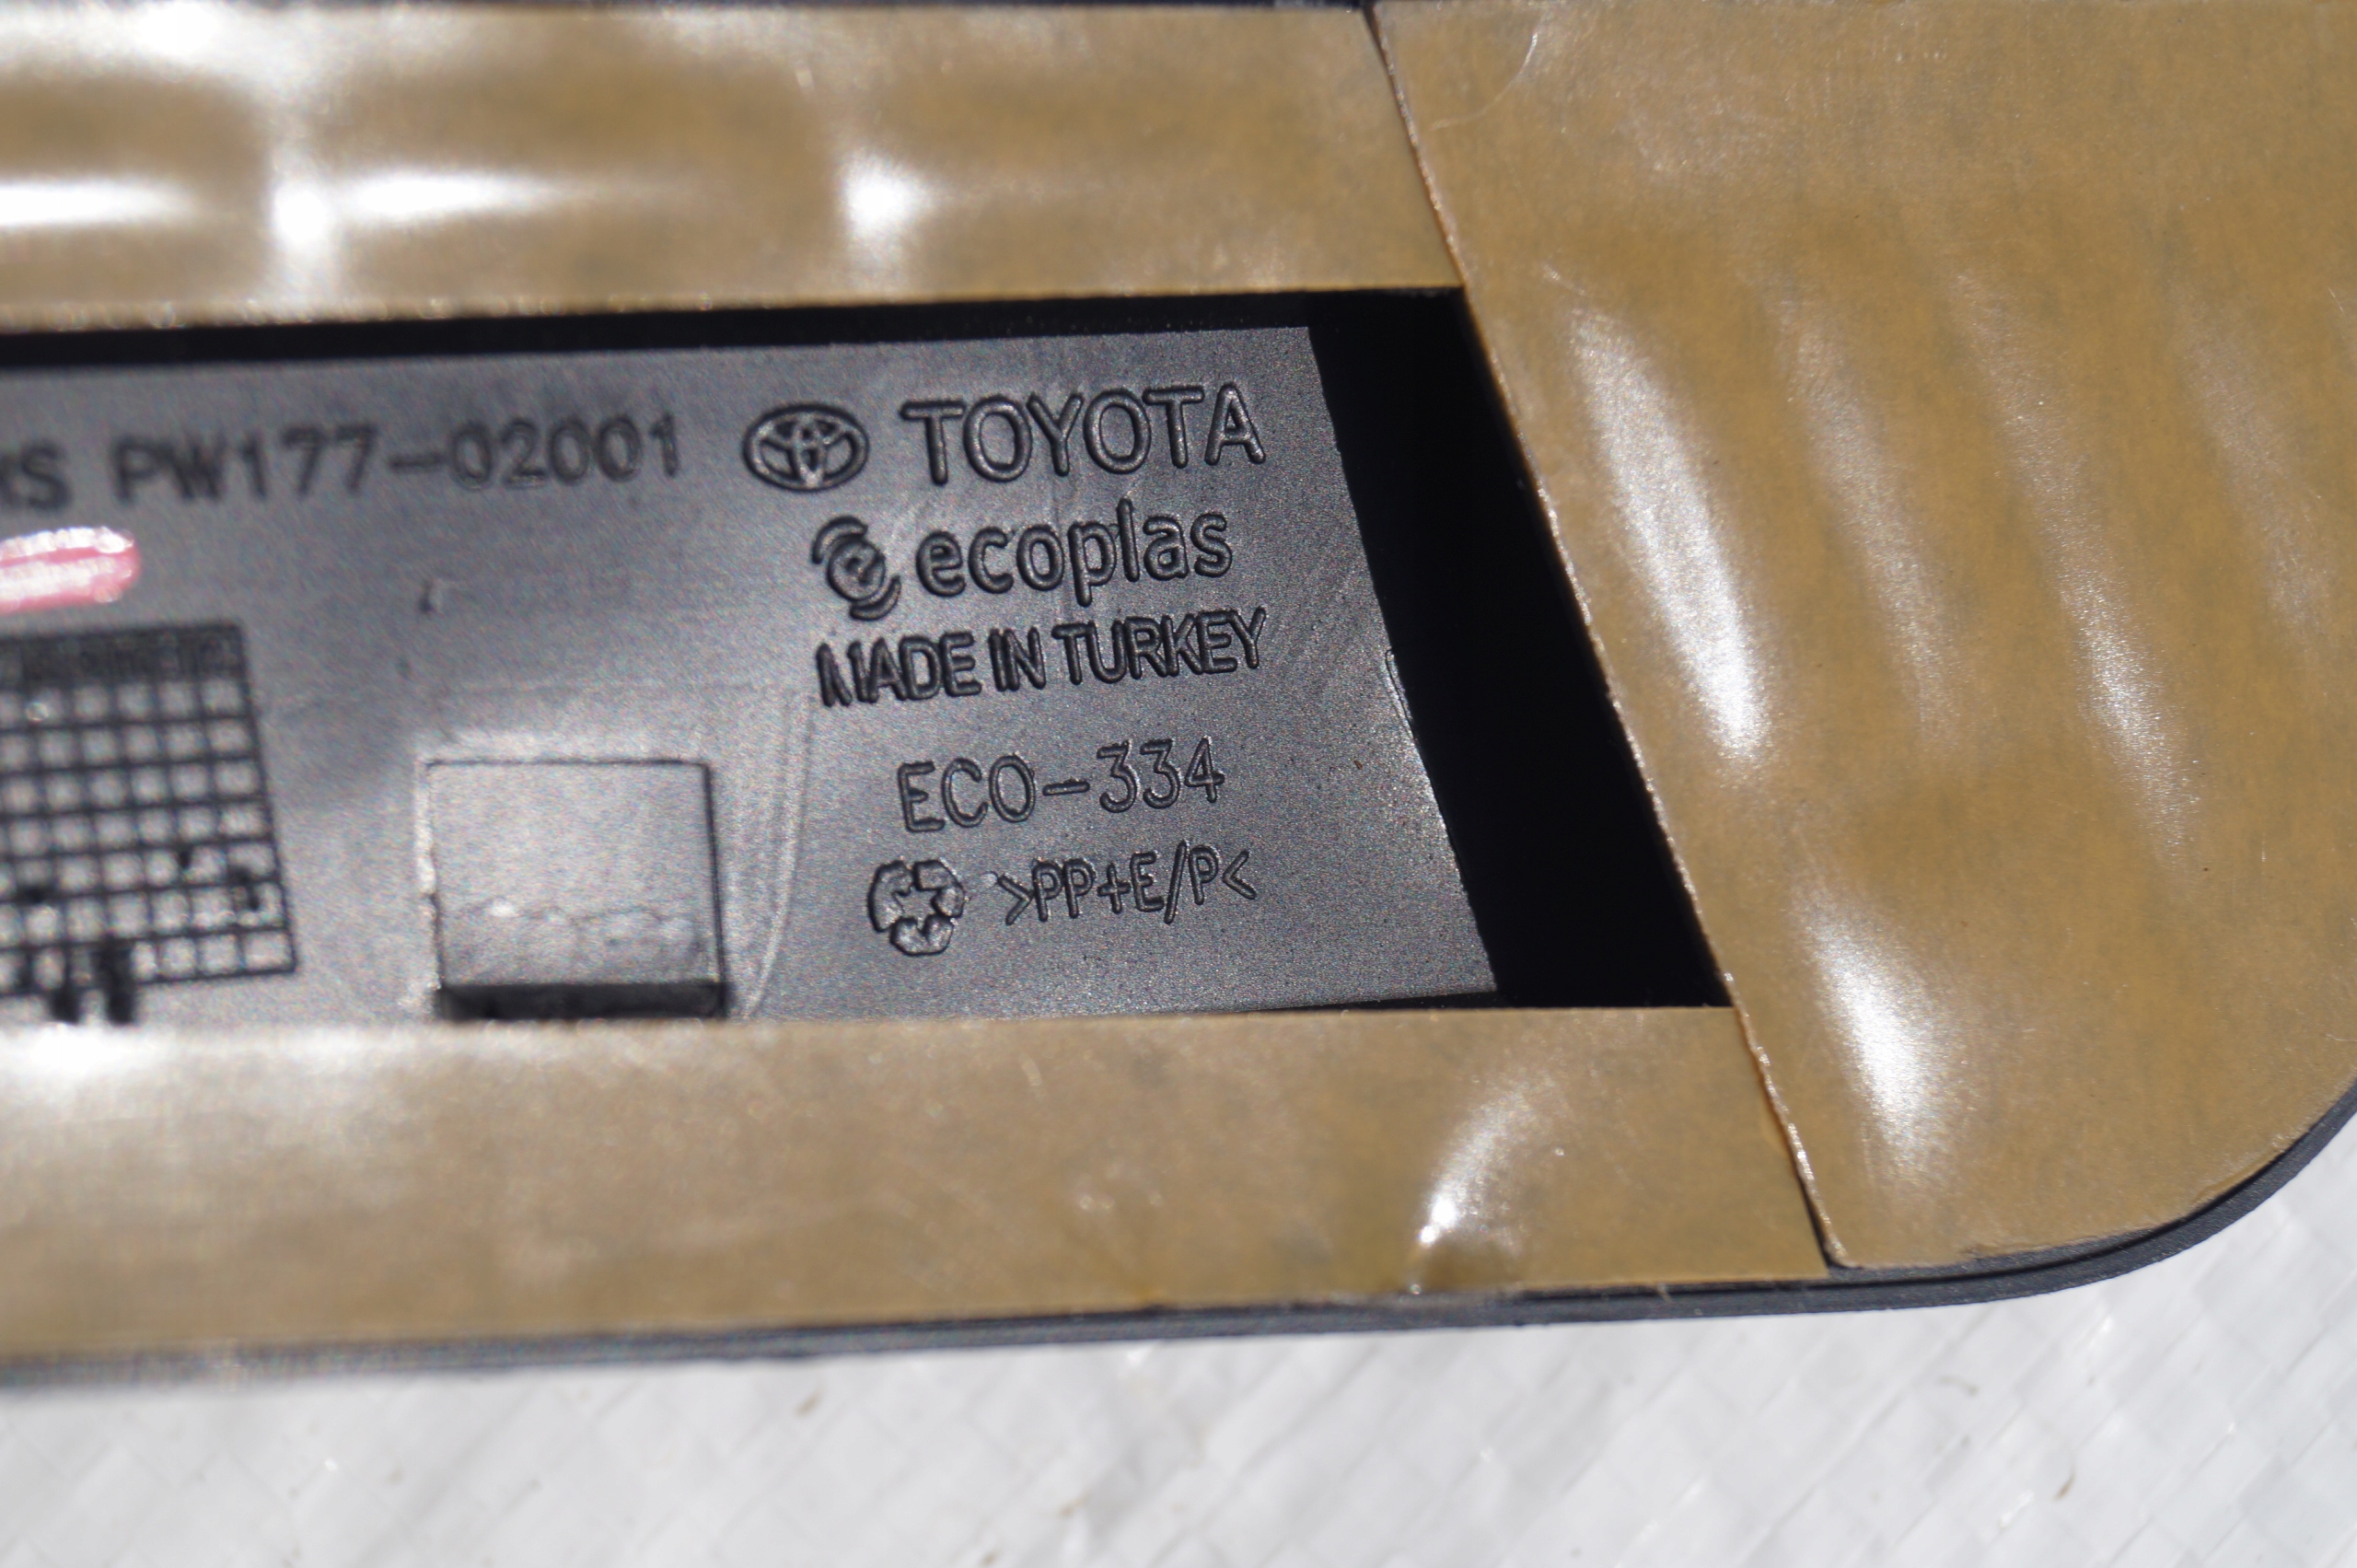 PW177-02001 TOYOTA
ecoplas
MADE IN TURKEY
ECO-334
>PP+E/P<